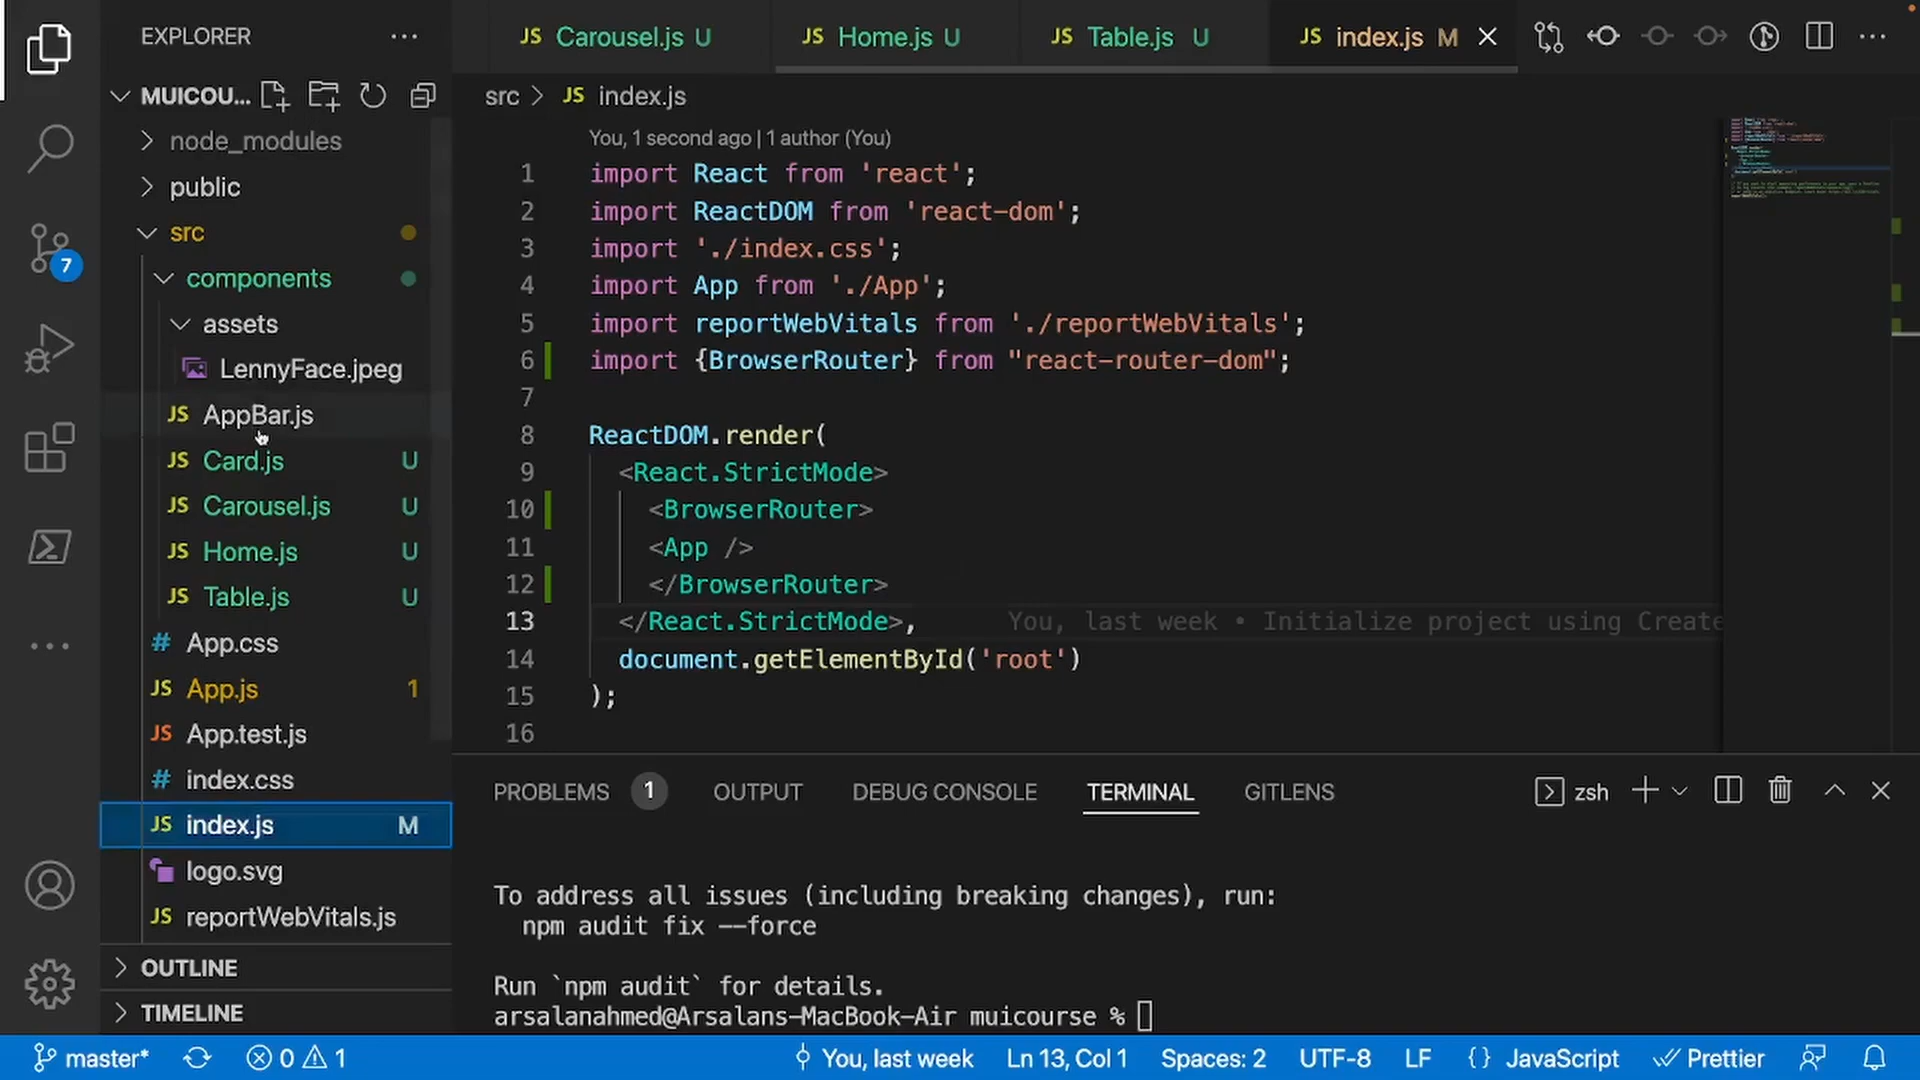 EXPLORER
MUICOU...
node_modules
public
src
components
assets
LennyFace.jpeg
AppBar.js
Card.js U
Carousel.js U
Home.js U
Table.js U
App.css
App.js 1
App.test.js
index.css
index.js M
logo.svg
reportWebVitals.js
OUTLINE
TIMELINE
7
JS Carousel.js U
JS Home.js U
JS Table.js U
JS index.js M
src > JS index.js
You, 1 second ago | 1 author (You)
1 import React from 'react';
2 import ReactDOM from 'react-dom';
3 import './index.css';
4 import App from './App';
5 import reportWebVitals from './reportWebVitals';
6 import {BrowserRouter} from "react-router-dom";
7
8 ReactDOM.render(
9 <React.StrictMode>
10 <BrowserRouter>
11 <App />
12 </BrowserRouter>
13 </React.StrictMode>, You, last week • Initialize project using Create
14 document.getElementById('root')
15 );
16
PROBLEMS 1 OUTPUT DEBUG CONSOLE TERMINAL GITLENS zsh
To address all issues (including breaking changes), run:
npm audit fix --force
Run `npm audit` for details.
arsalanahmed@Arsalans-MacBook-Air muicourse %
master* 0 1 You, last week Ln 13, Col 1 Spaces: 2 UTF-8 LF {} JavaScript Prettier